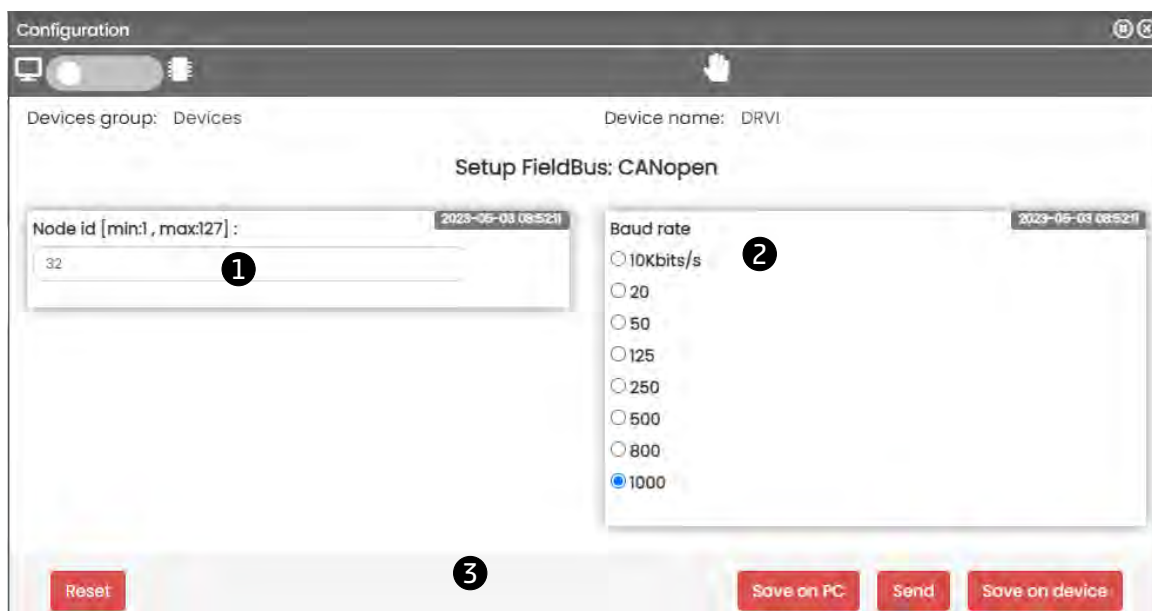 Configuration
Devices group: Devices
Device name: DRVI
Setup FieldBus: CANopen
2023-05-03 08:52:11
Node id [min:1 , max:127] :
32
1
2023-05-03 08:52:11
Baud rate
2
10Kbits/s
20
50
125
250
500
800
1000
3
Reset
Save on PC
Send
Save on device